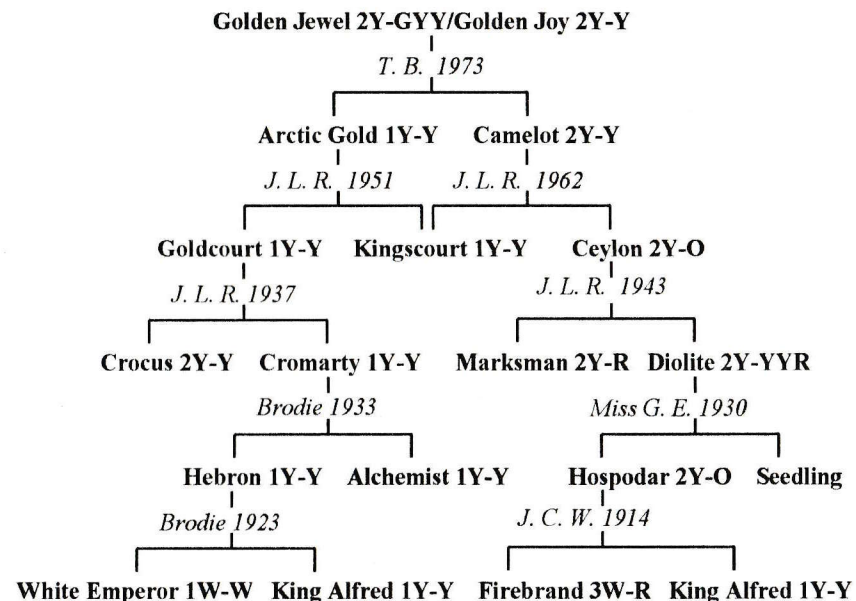 Golden Jewel 2Y-GYY/Golden Joy 2Y-Y
T. B. 1973
Arctic Gold 1Y-Y Camelot 2Y-Y
J. L. R. 1951 J. L. R. 1962
Goldcourt 1Y-Y Kingscourt 1Y-Y Ceylon 2Y-O
J. L. R. 1937 J. L. R. 1943
Crocus 2Y-Y Cromarty 1Y-Y Marksman 2Y-R Diolite 2Y-YYR
Brodie 1933 Miss G. E. 1930
Hebron 1Y-Y Alchemist 1Y-Y Hospodar 2Y-O Seedling
Brodie 1923 J. C. W. 1914
White Emperor 1W-W King Alfred 1Y-Y Firebrand 3W-R King Alfred 1Y-Y